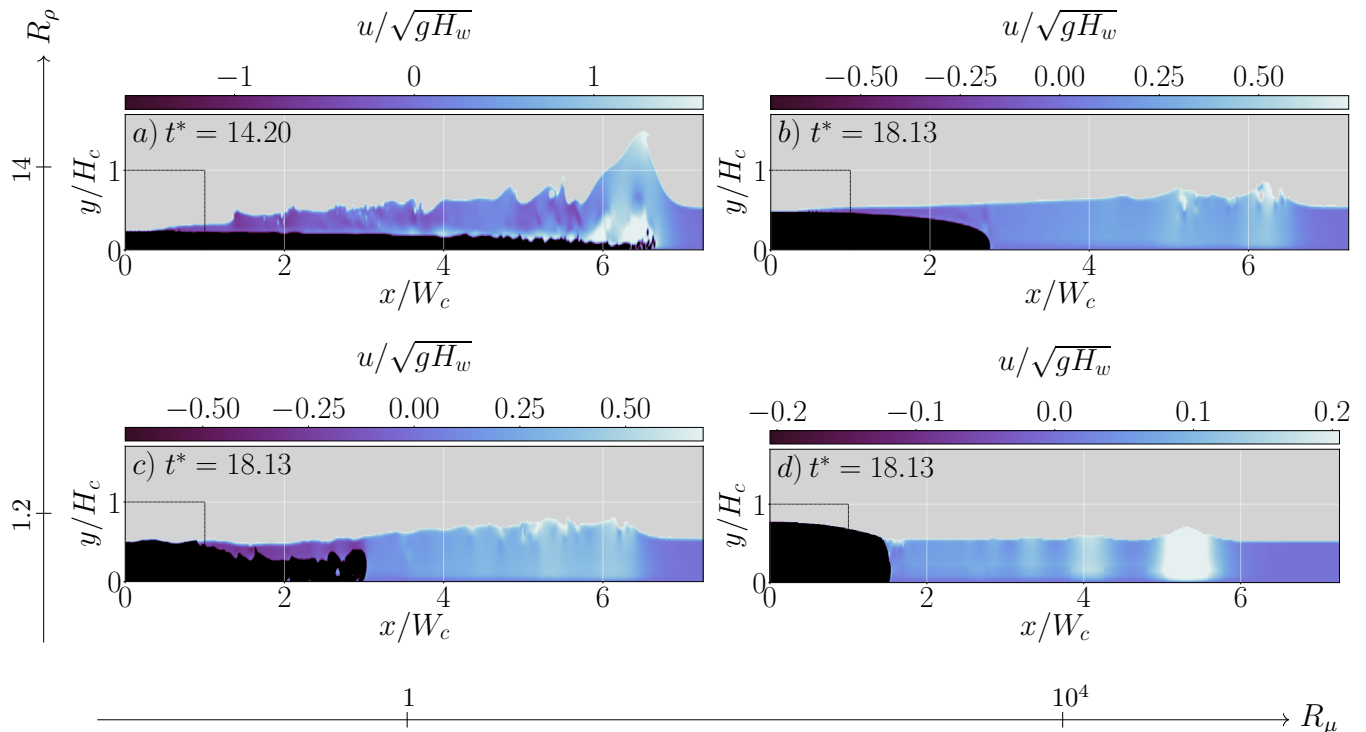 R_ρ
u/√gH_w
−1 0 1
a) t* = 14.20
y/H_c
1
0
0 2 4 6
x/W_c
u/√gH_w
−0.50 −0.25 0.00 0.25 0.50
b) t* = 18.13
y/H_c
1
0
0 2 4 6
x/W_c
14
u/√gH_w
−0.50 −0.25 0.00 0.25 0.50
c) t* = 18.13
y/H_c
1
0
0 2 4 6
x/W_c
u/√gH_w
−0.2 −0.1 0.0 0.1 0.2
d) t* = 18.13
y/H_c
1
0
0 2 4 6
x/W_c
1.2
1 10⁴
R_μ